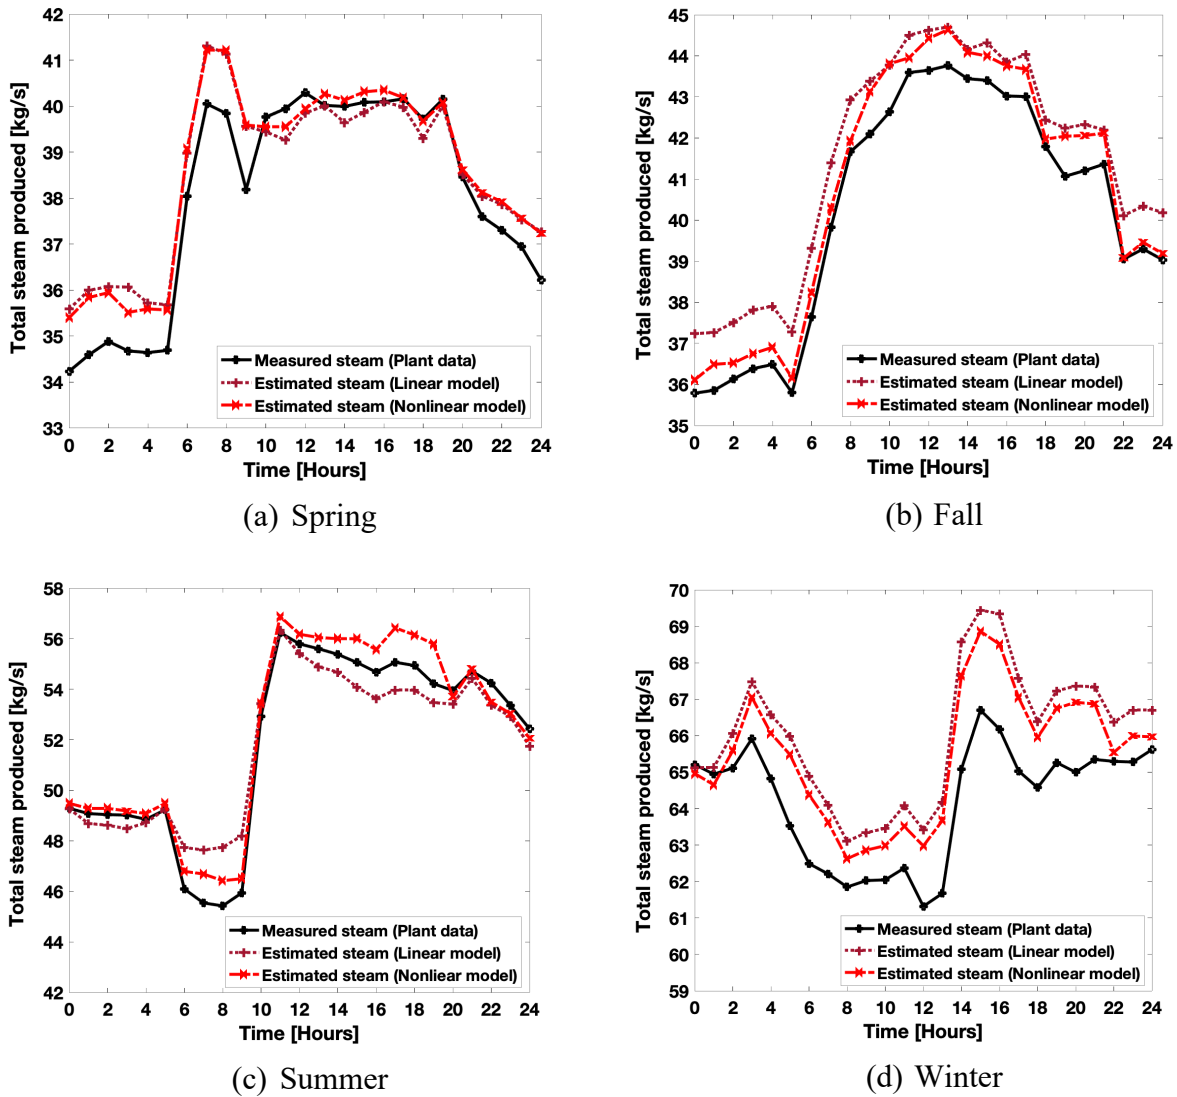 42
41
40
39
38
37
36
35
34
33
Total steam produced [kg/s]
Measured steam (Plant data)
Estimated steam (Linear model)
Estimated steam (Nonlinear model)
0 2 4 6 8 10 12 14 16 18 20 22 24
Time [Hours]
(a) Spring
45
44
43
42
41
40
39
38
37
36
35
Total steam produced [kg/s]
Measured steam (Plant data)
Estimated steam (Linear model)
Estimated steam (Nonlinear model)
0 2 4 6 8 10 12 14 16 18 20 22 24
Time [Hours]
(b) Fall
58
56
54
52
50
48
46
44
42
Total steam produced [kg/s]
Measured steam (Plant data)
Estimated steam (Linear model)
Estimated steam (Nonliear model)
0 2 4 6 8 10 12 14 16 18 20 22 24
Time [Hours]
(c) Summer
70
69
68
67
66
65
64
63
62
61
60
59
Total steam produced [kg/s]
Measured steam (Plant data)
Estimated steam (Linear model)
Estimated steam (Nonlinear model)
0 2 4 6 8 10 12 14 16 18 20 22 24
Time [Hours]
(d) Winter